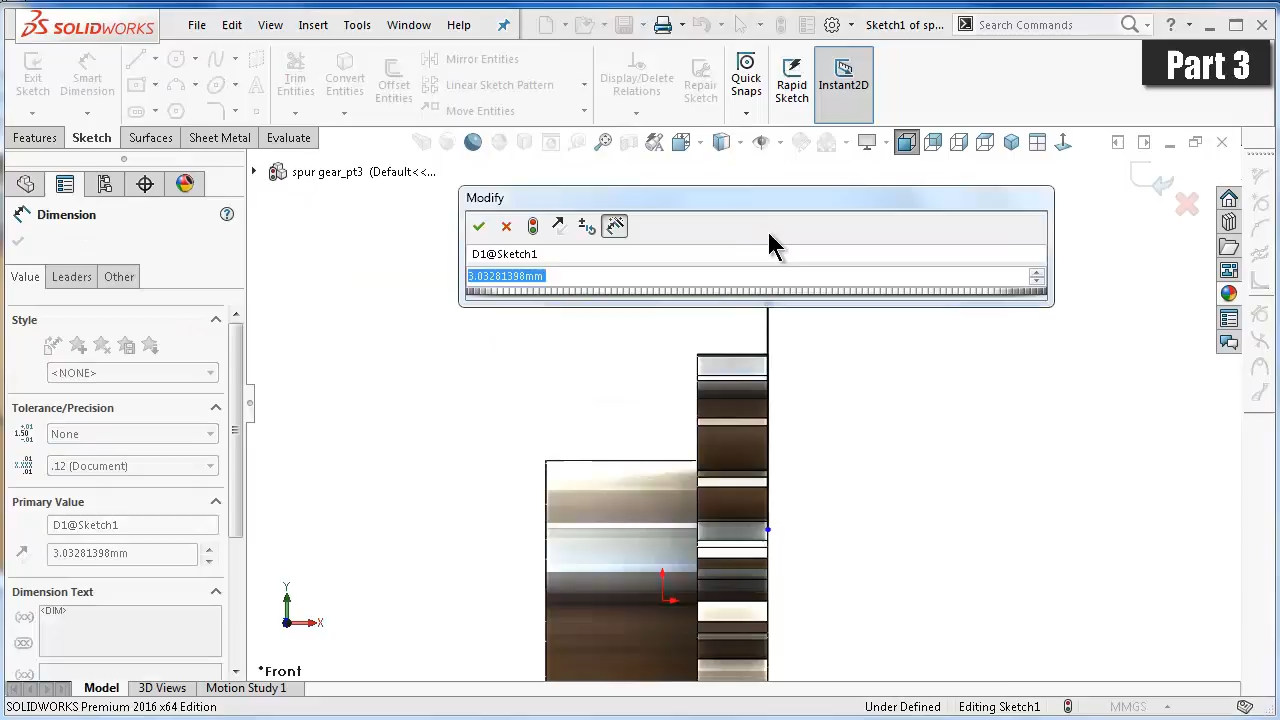 SOLIDWORKS
File Edit View Insert Tools Window Help
Sketch1 of sp...
Search Commands
Part 3
Exit Sketch
Smart Dimension
Trim Entities
Convert Entities
Offset Entities
Mirror Entities
Linear Sketch Pattern
Move Entities
Display/Delete Relations
Repair Sketch
Quick Snaps
Rapid Sketch
Instant2D
Features Sketch Surfaces Sheet Metal Evaluate
spur gear_pt3 (Default<<...
Modify
D1@Sketch1
3.03281398mm
Dimension
Value Leaders Other
Style
<NONE>
Tolerance/Precision
None
.12 (Document)
Primary Value
D1@Sketch1
3.03281398mm
Dimension Text
<DIM>
Y
X
*Front
Model 3D Views Motion Study 1
SOLIDWORKS Premium 2016 x64 Edition
Under Defined Editing Sketch1 MMGS